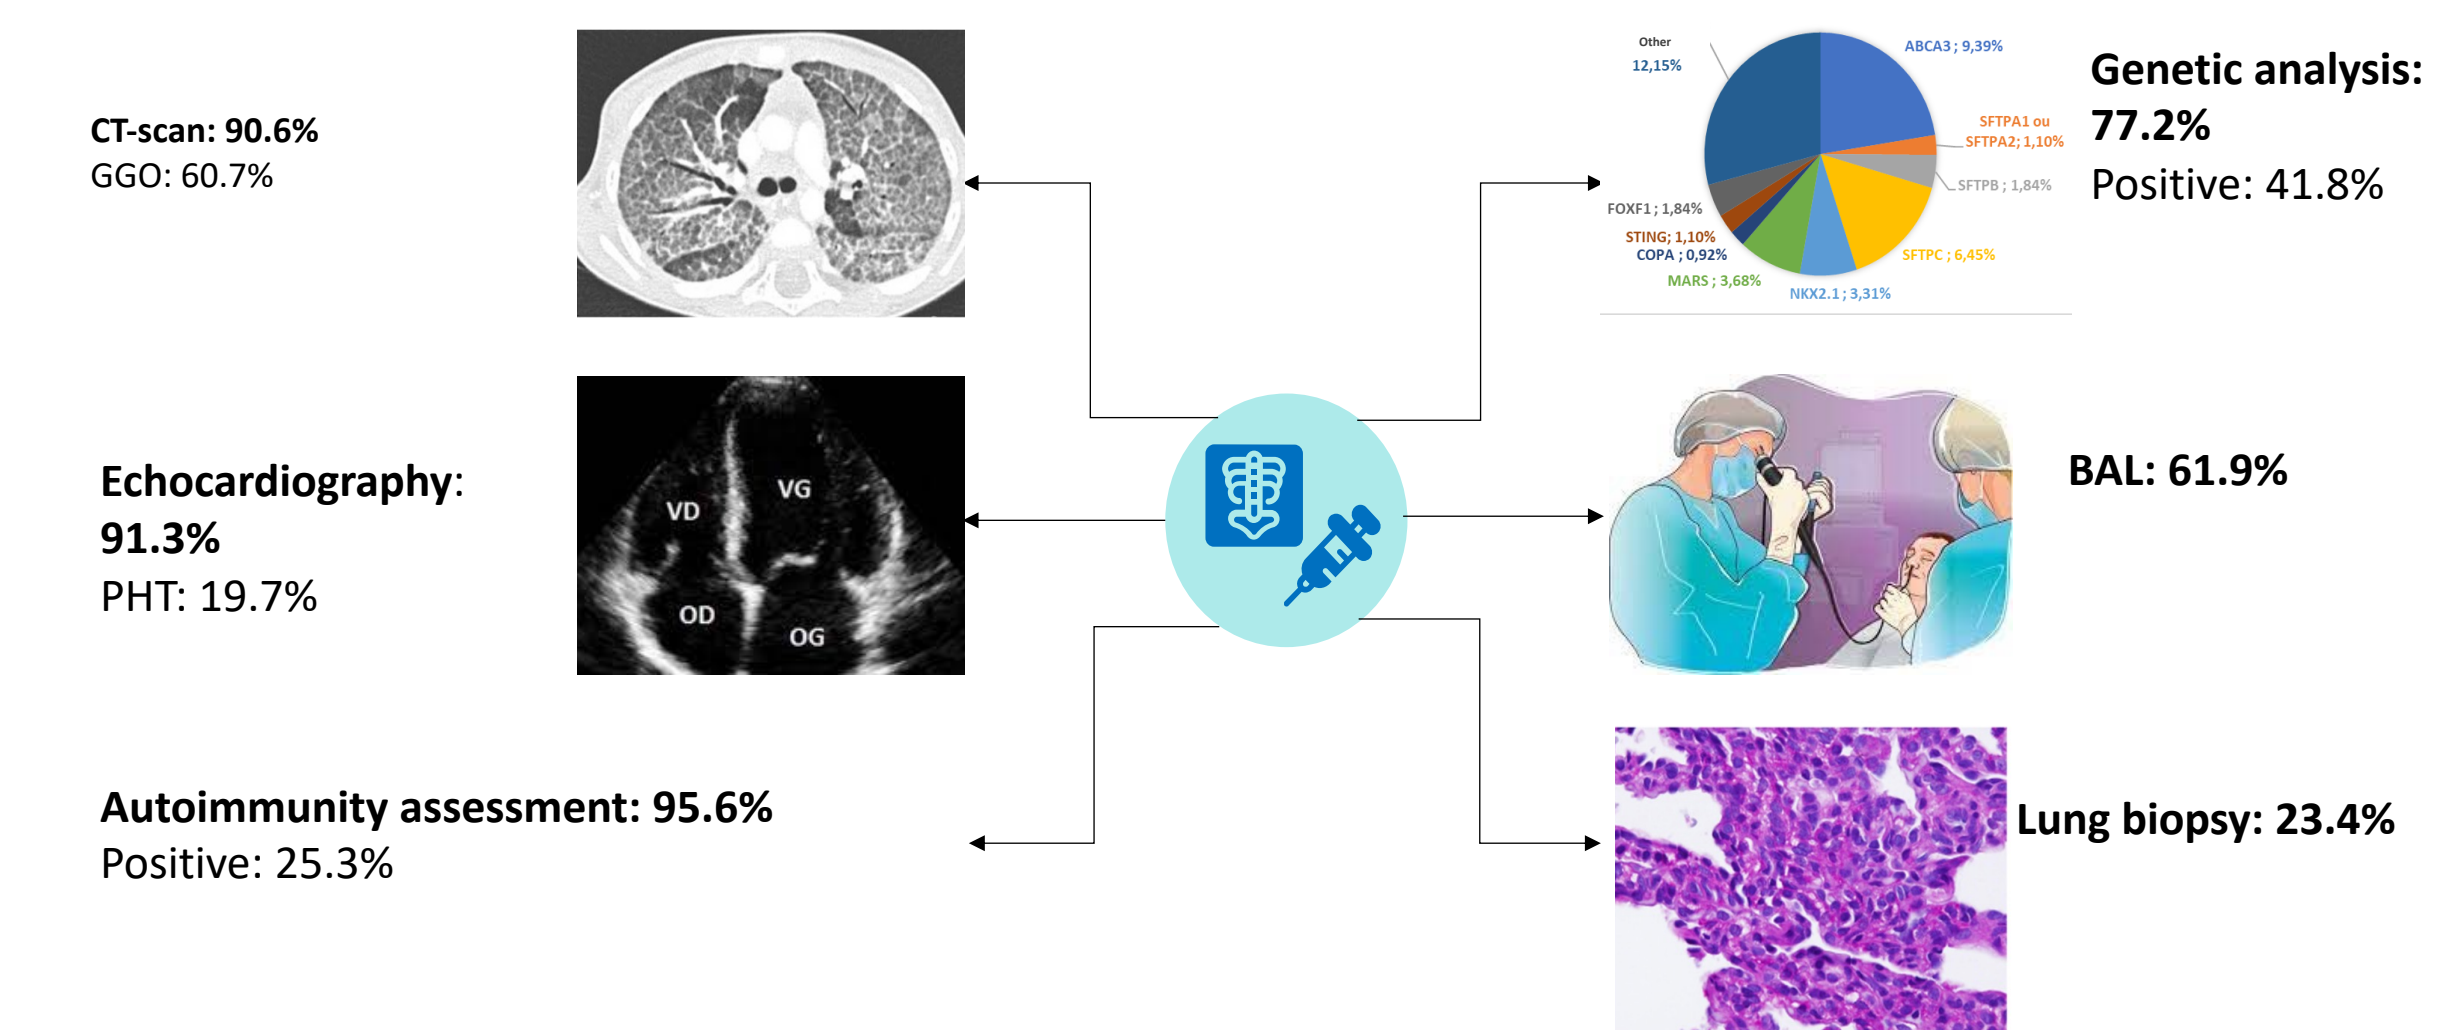 CT-scan: 90.6%
GGO: 60.7%
Other
12,15%
ABCA3 ; 9,39%
SFTPA1 ou
SFTPA2; 1,10%
SFTPB ; 1,84%
SFTPC ; 6,45%
NKX2.1 ; 3,31%
MARS ; 3,68%
COPA ; 0,92%
STING; 1,10%
FOXF1 ; 1,84%
Genetic analysis:
77.2%
Positive: 41.8%
Echocardiography:
91.3%
PHT: 19.7%
VD
VG
OD
OG
BAL: 61.9%
Autoimmunity assessment: 95.6%
Positive: 25.3%
Lung biopsy: 23.4%